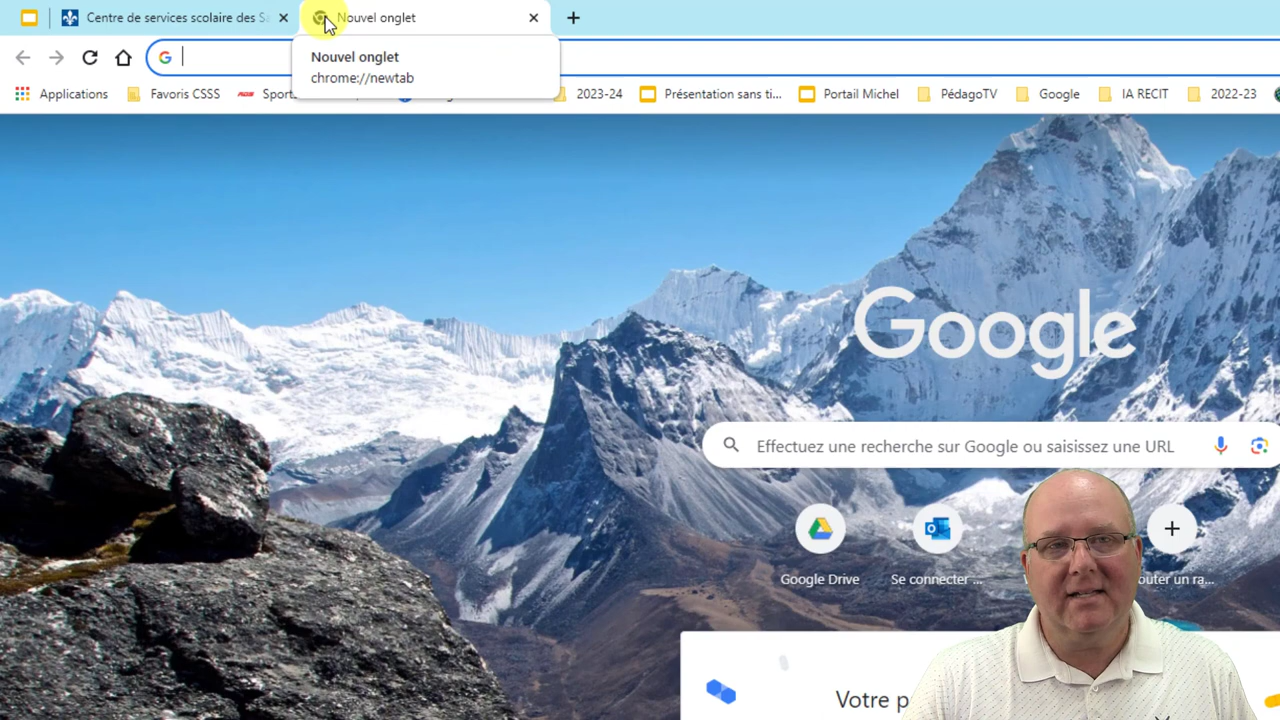 Centre de services scolaire des Sa
Nouvel onglet
Nouvel onglet
chrome://newtab
Applications
Favoris CSSS
Sport
2023-24
Présentation sans ti...
Portail Michel
PédagoTV
Google
IA RECIT
2022-23
Google
Effectuez une recherche sur Google ou saisissez une URL
Google Drive
Se connecter ...
outer un ra...
Votre p